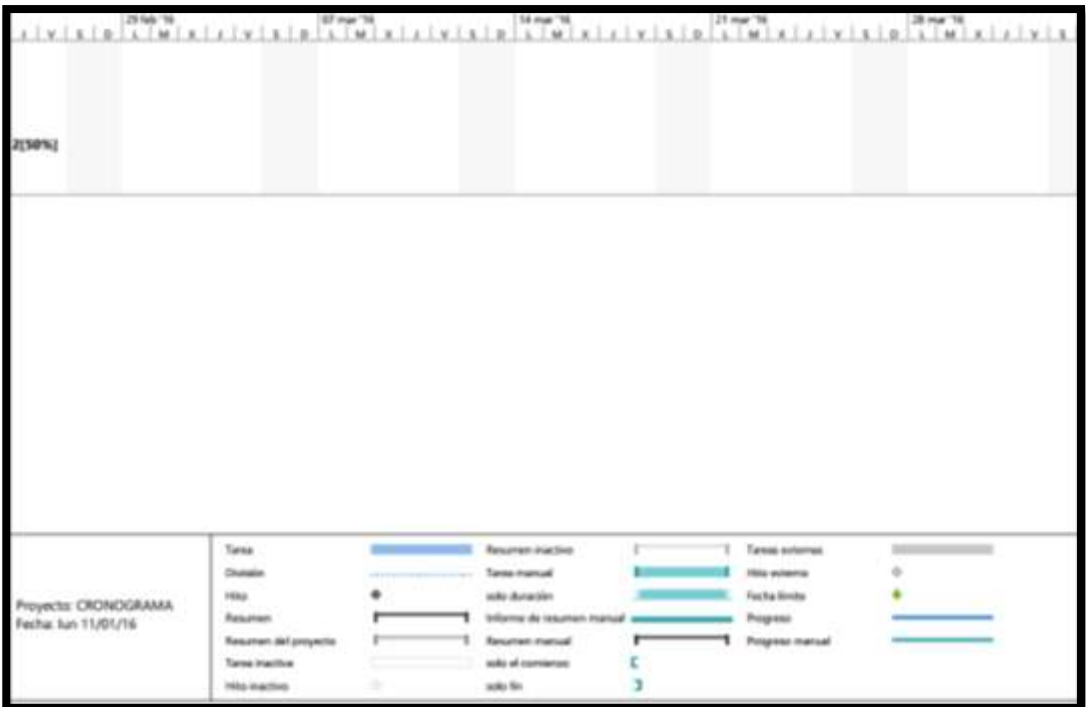 29 feb '16 07 mar '16 14 mar '16 21 mar '16 28 mar '16
J V S D L M X J V S D L M X J V S D L M X J V S D L M X J V S D L M X J V S
2[50%]
Proyecto: CRONOGRAMA
Fecha: lun 11/01/16
Tarea
División
Hito
Resumen
Resumen del proyecto
Tarea inactiva
Hito inactivo
Resumen inactivo
Tarea manual
solo duración
Informe de resumen manual
Resumen manual
solo el comienzo
solo fin
Tareas externas
Hito externo
Fecha límite
Progreso
Progreso manual